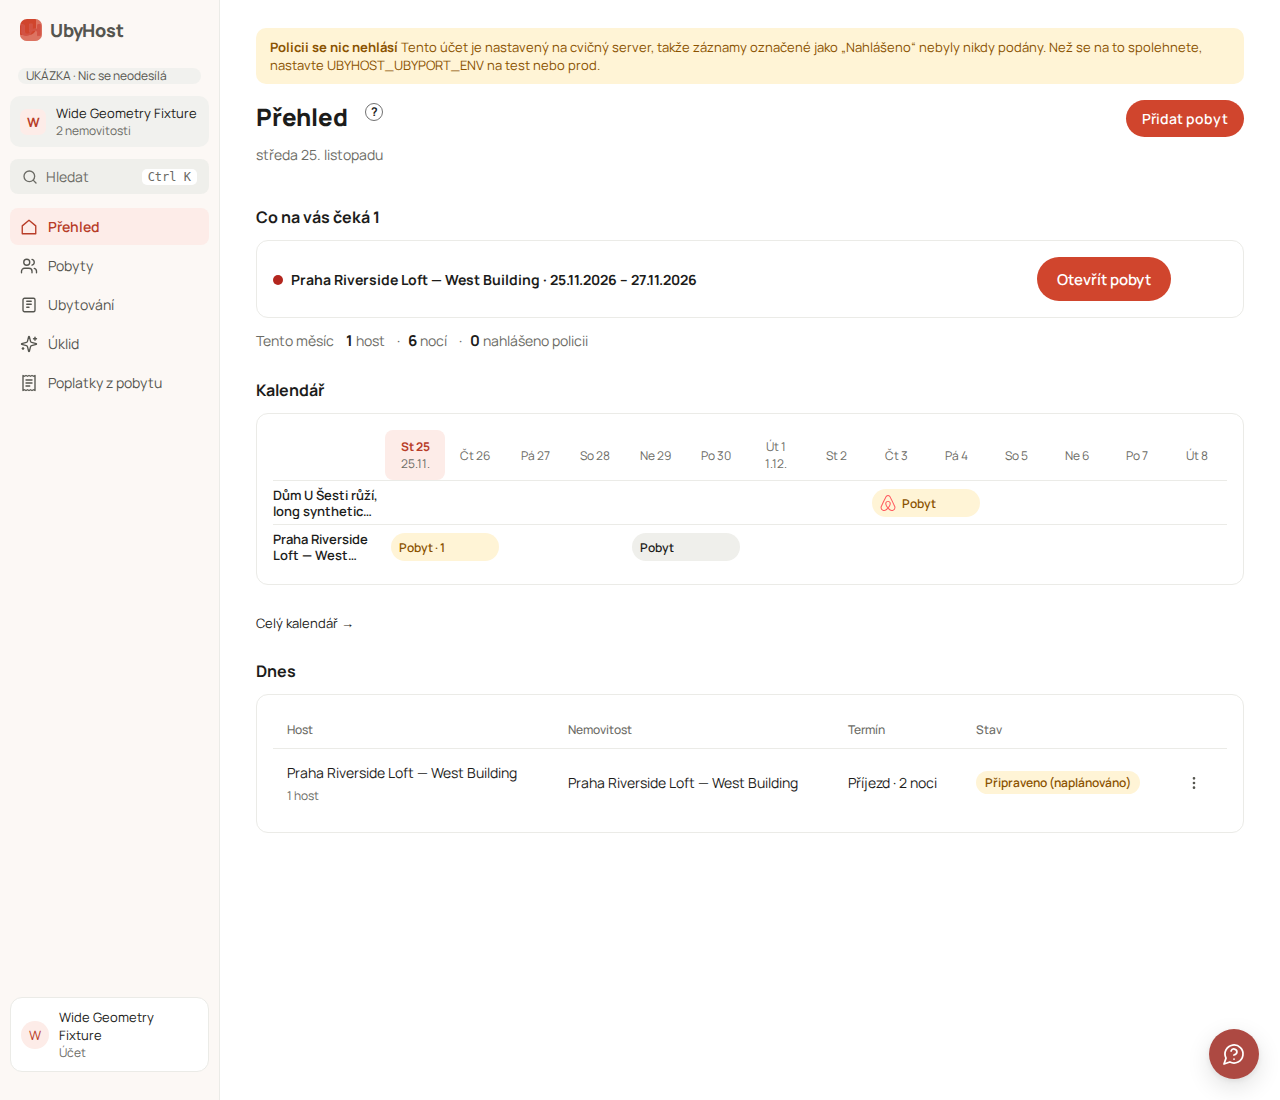 UbyHost
UKÁZKA · Nic se neodesílá
W
Wide Geometry Fixture
2 nemovitosti
Hledat
Ctrl K
Přehled
Pobyty
Ubytování
Úklid
Poplatky z pobytu
W
Wide Geometry
Fixture
Účet
Policii se nic nehlásí Tento účet je nastavený na cvičný server, takže záznamy označené jako „Nahlášeno“ nebyly nikdy podány. Než se na to spolehnete,
nastavte UBYHOST_UBYPORT_ENV na test nebo prod.
Přehled
?
Přidat pobyt
středa 25. listopadu
Co na vás čeká 1
Praha Riverside Loft — West Building · 25.11.2026 – 27.11.2026
Otevřít pobyt
Tento měsíc 1 host · 6 nocí · 0 nahlášeno policii
Kalendář
St 25
25.11.
Čt 26
Pá 27
So 28
Ne 29
Po 30
Út 1
1.12.
St 2
Čt 3
Pá 4
So 5
Ne 6
Po 7
Út 8
Dům U Šesti růží,
long synthetic…
Pobyt
Praha Riverside
Loft — West…
Pobyt · 1
Pobyt
Celý kalendář →
Dnes
Host
Nemovitost
Termín
Stav
Praha Riverside Loft — West Building
1 host
Praha Riverside Loft — West Building
Příjezd · 2 noci
Připraveno (naplánováno)